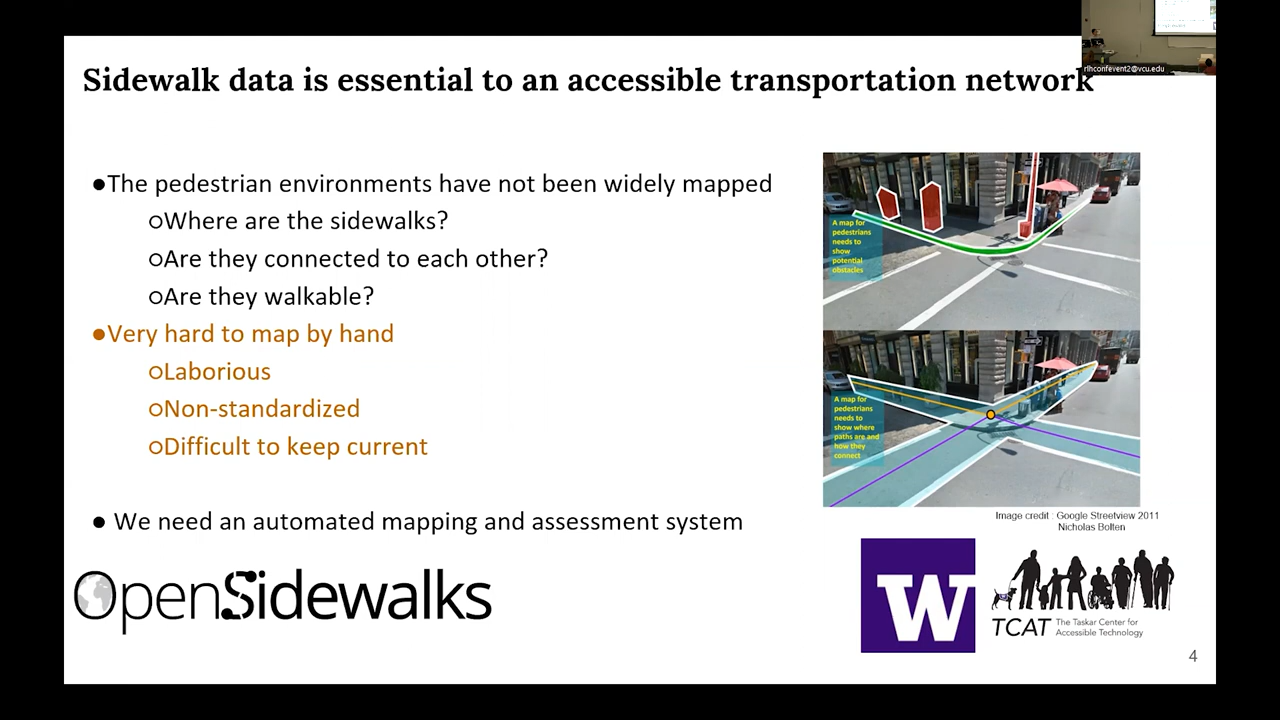 rlhconfevent2@vcu.edu
Sidewalk data is essential to an accessible transportation network
●The pedestrian environments have not been widely mapped
○Where are the sidewalks?
○Are they connected to each other?
○Are they walkable?
●Very hard to map by hand
○Laborious
○Non-standardized
○Difficult to keep current
● We need an automated mapping and assessment system
OpenSidewalks
A map for
pedestrians
needs to
show
potential
obstacles
A map for
pedestrians
needs to
show where
paths are and
how they
connect
Image credit : Google Streetview 2011
Nicholas Bolten
W
TCAT The Taskar Center for
Accessible Technology
4